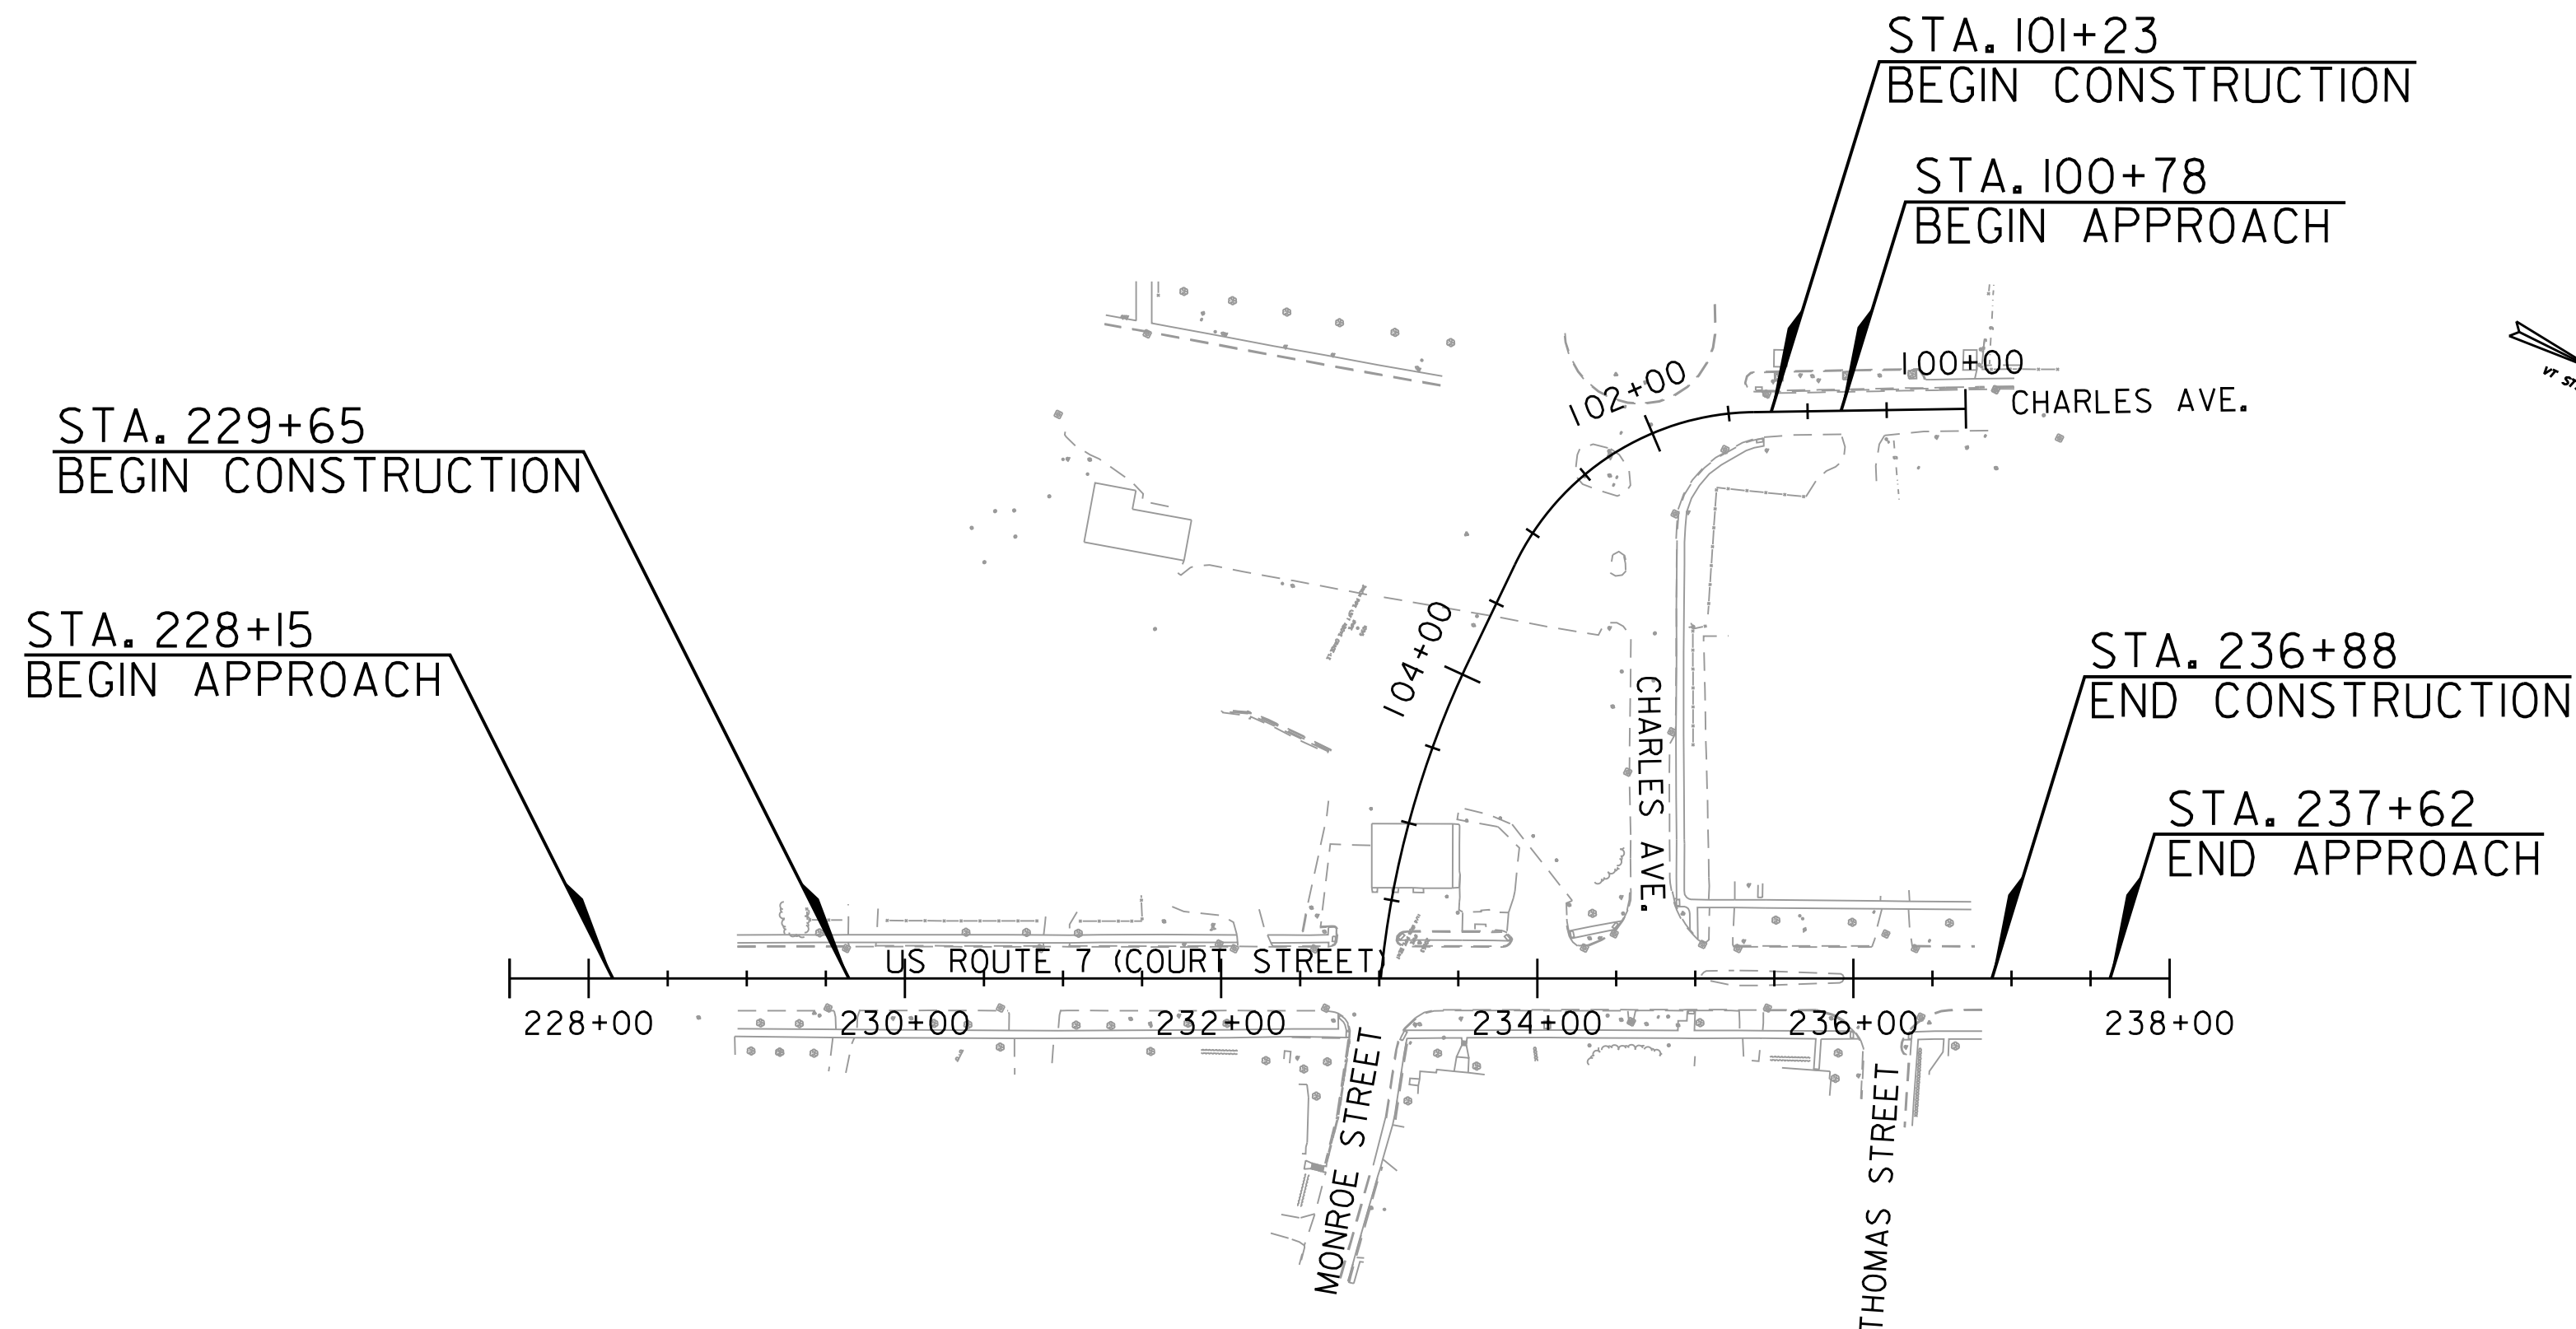 STA. 101+23
BEGIN CONSTRUCTION
STA. 100+78
BEGIN APPROACH
100+00
CHARLES AVE.
102+00
STA. 229+65
BEGIN CONSTRUCTION
STA. 228+15
BEGIN APPROACH
104+00
CHARLES AVE.
STA. 236+88
END CONSTRUCTION
STA. 237+62
END APPROACH
US ROUTE 7 (COURT STREET)
228+00
230+00
232+00
234+00
236+00
238+00
MONROE STREET
THOMAS STREET